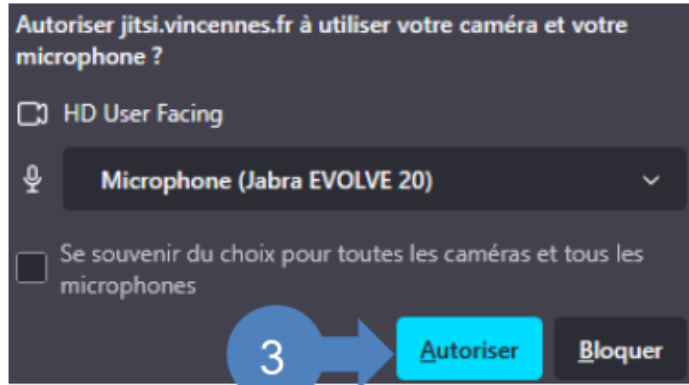 Autoriser jitsi.vincennes.fr à utiliser votre caméra et votre
microphone ?
HD User Facing
Microphone (Jabra EVOLVE 20)
Se souvenir du choix pour toutes les caméras et tous les
microphones
3
Autoriser
Bloquer